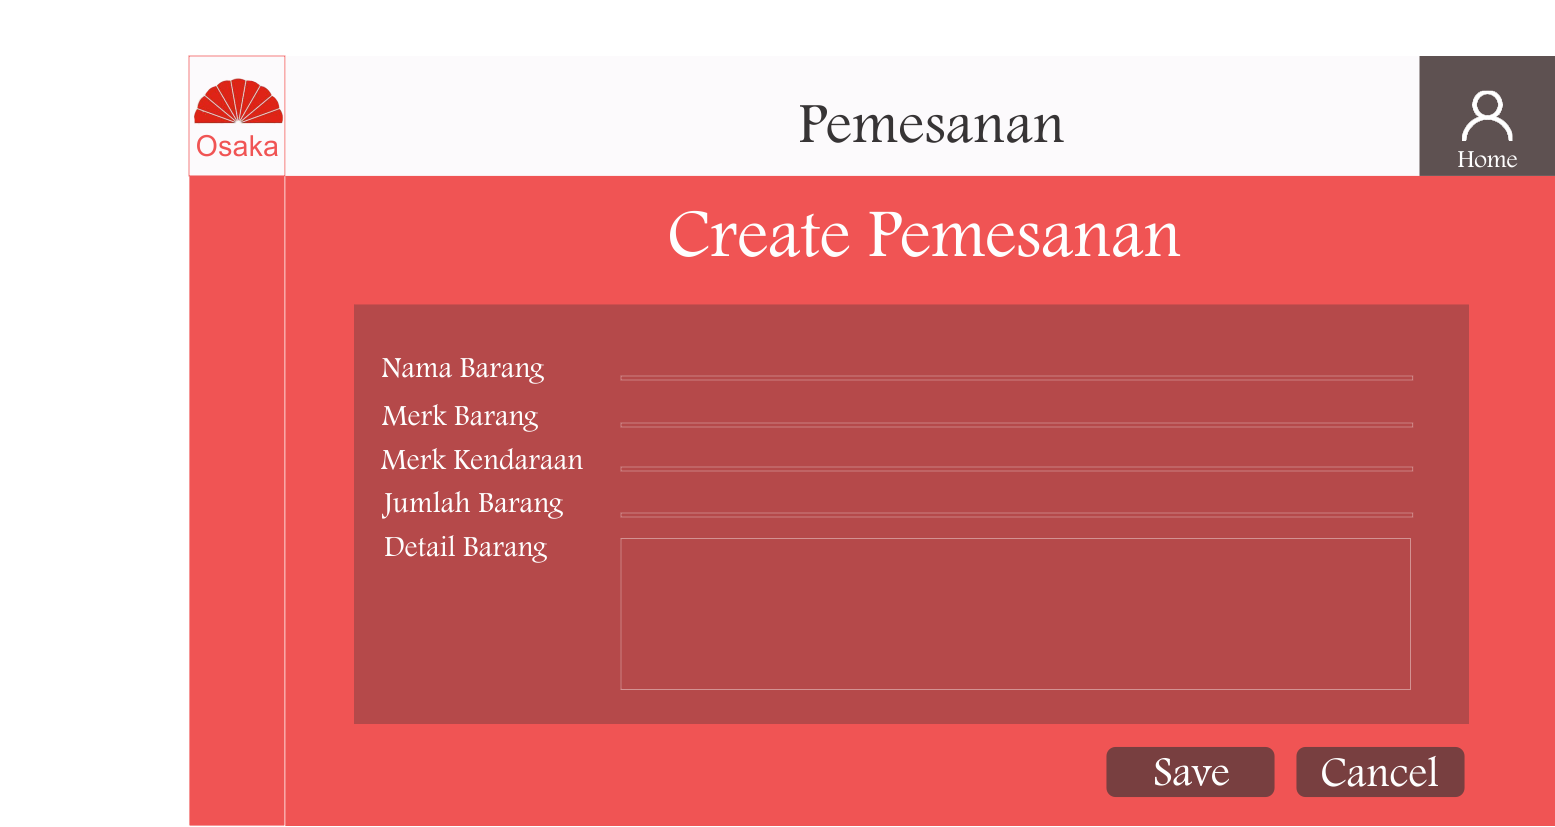 Osaka
Pemesanan
Home
Create Pemesanan
Nama Barang
Merk Barang
Merk Kendaraan
Jumlah Barang
Detail Barang
Save
Cancel